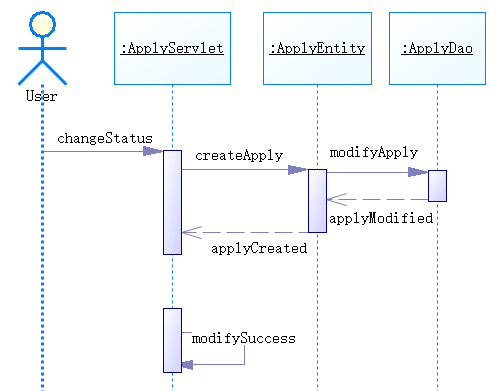 :ApplyServlet
:ApplyEntity
:ApplyDao
User
changeStatus
createApply
modifyApply
applyModified
applyCreated
modifySuccess